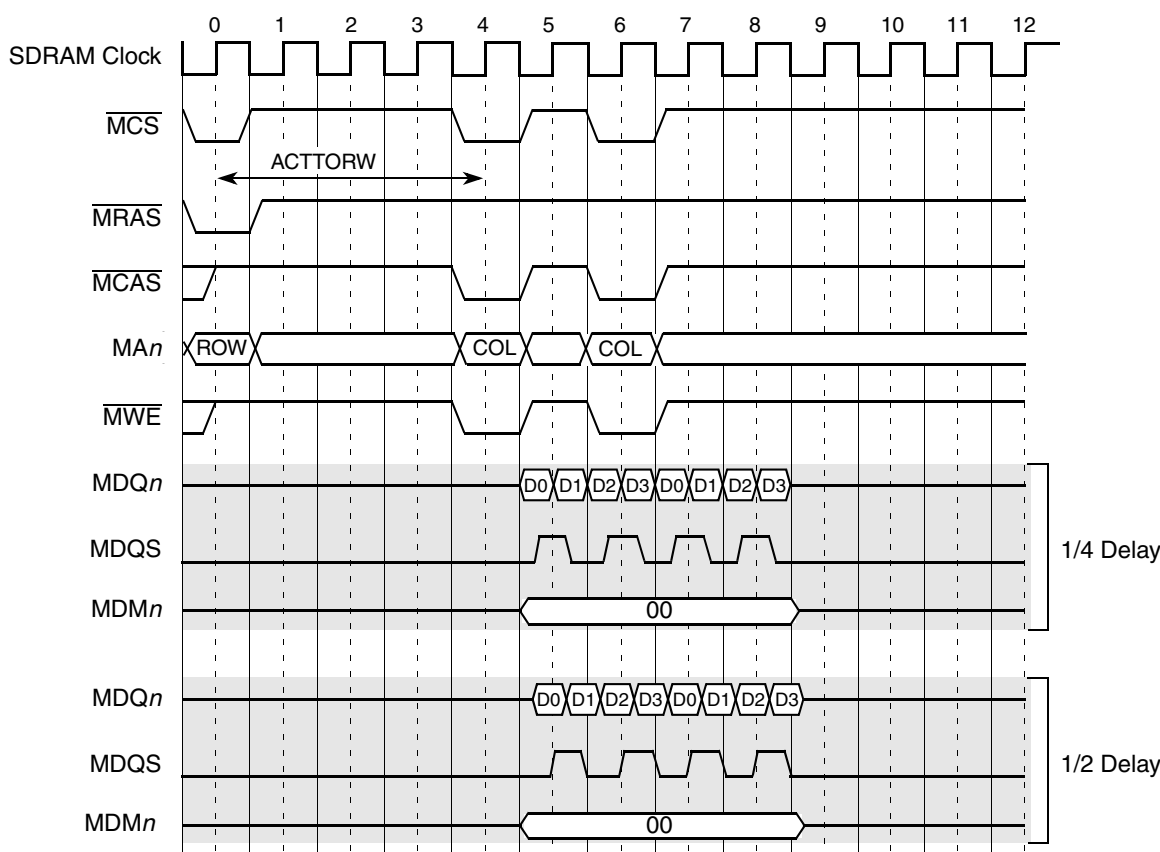 0 1 2 3 4 5 6 7 8 9 10 11 12
SDRAM Clock
MCS
ACTTORW
MRAS
MCAS
MAn ROW COL COL
MWE
MDQn D0 D1 D2 D3 D0 D1 D2 D3
MDQS
1/4 Delay
MDMn 00
MDQn D0 D1 D2 D3 D0 D1 D2 D3
MDQS
1/2 Delay
MDMn 00